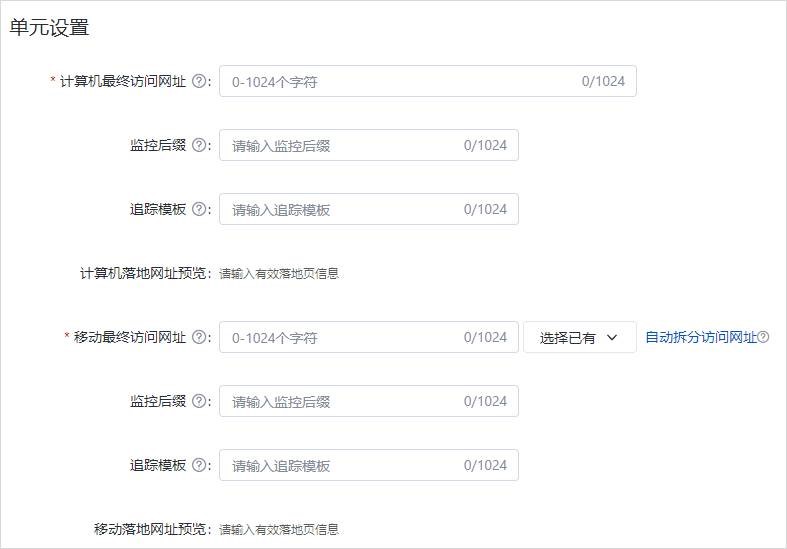 单元设置
* 计算机最终访问网址 ?: 0-1024个字符 0/1024
监控后缀 ?: 请输入监控后缀 0/1024
追踪模板 ?: 请输入追踪模板 0/1024
计算机落地网址预览: 请输入有效落地页信息
* 移动最终访问网址 ?: 0-1024个字符 0/1024 选择已有 自动拆分访问网址?
监控后缀 ?: 请输入监控后缀 0/1024
追踪模板 ?: 请输入追踪模板 0/1024
移动落地网址预览: 请输入有效落地页信息